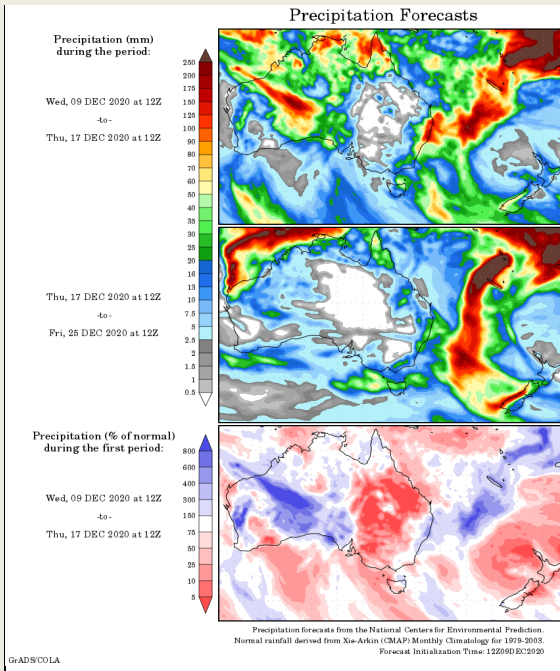 Precipitation Forecasts
Precipitation (mm)
during the period:
Wed, 09 DEC 2020 at 12Z
-to-
Thu, 17 DEC 2020 at 12Z
250
200
175
150
125
100
90
80
70
60
50
40
35
30
25
20
16
13
10
7.5
5
2.5
2
1.5
1
0.5
Thu, 17 DEC 2020 at 12Z
-to-
Fri, 25 DEC 2020 at 12Z
Precipitation (% of normal)
during the first period:
Wed, 09 DEC 2020 at 12Z
-to-
Thu, 17 DEC 2020 at 12Z
800
600
400
300
150
75
50
25
10
5
Precipitation forecasts from the National Centers for Environmental Prediction.
Normal rainfall derived from Xie-Arkin (CMAP) Monthly Climatology for 1979-2003.
Forecast Initialization Time: 12Z09DEC2020
GrADS/COLA